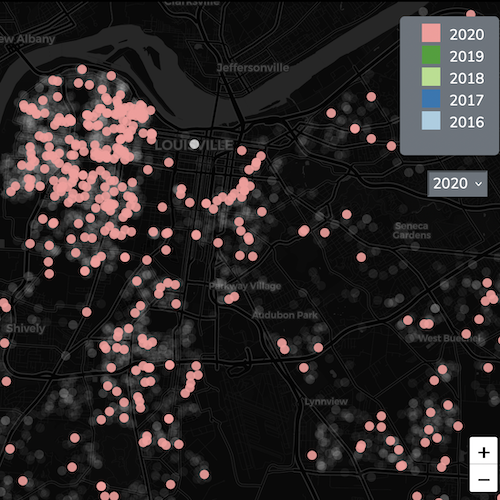 Clarksville
ew Albany
Jeffersonville
2020
2019
2018
2017
2016
LOUISVILLE
2020
Seneca
Gardens
Parkway Village
Audubon Park
Shively
West Buechel
Lynnview
+
−